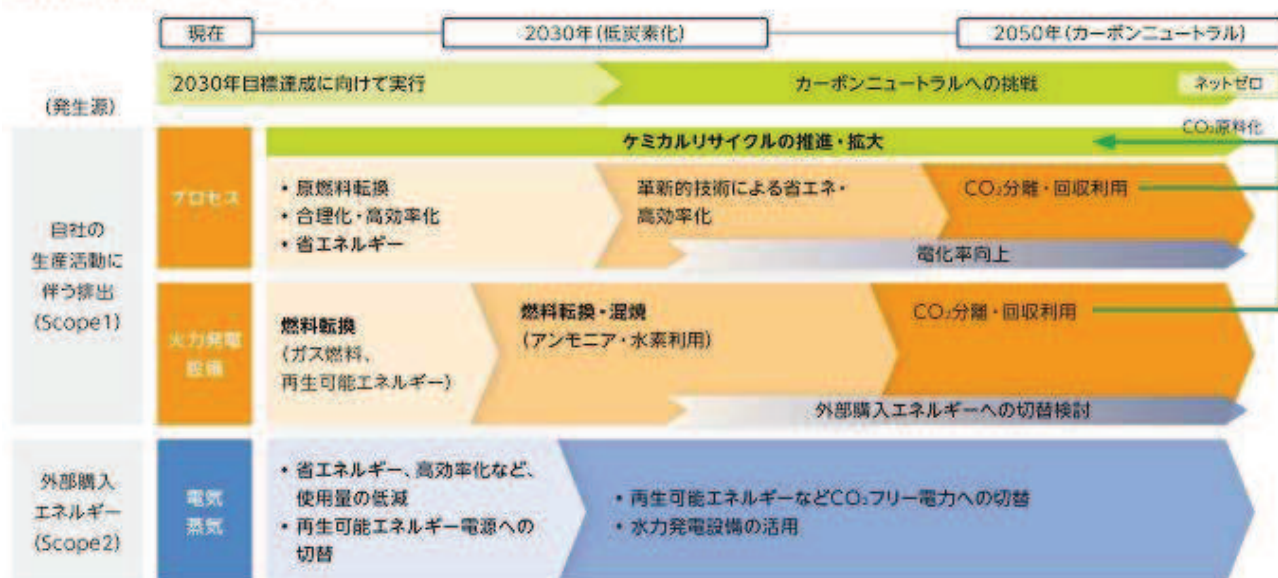 現在
2030年(低炭素化)
2050年(カーボンニュートラル)
2030年目標達成に向けて実行
カーボンニュートラルへの挑戦
ネットゼロ
(発生源)
CO₂原料化
ケミカルリサイクルの推進・拡大
自社の
生産活動に
伴う排出
(Scope1)
プロセス
・原燃料転換
・合理化・高効率化
・省エネルギー
革新的技術による省エネ・
高効率化
CO₂分離・回収利用
電化率向上
火力発電
設備
燃料転換
(ガス燃料、
再生可能エネルギー)
燃料転換・混焼
(アンモニア・水素利用)
CO₂分離・回収利用
外部購入エネルギーへの切替検討
外部購入
エネルギー
(Scope2)
電気
蒸気
・省エネルギー、高効率化など、
使用量の低減
・再生可能エネルギー電源への
切替
・再生可能エネルギーなどCO₂フリー電力への切替
・水力発電設備の活用